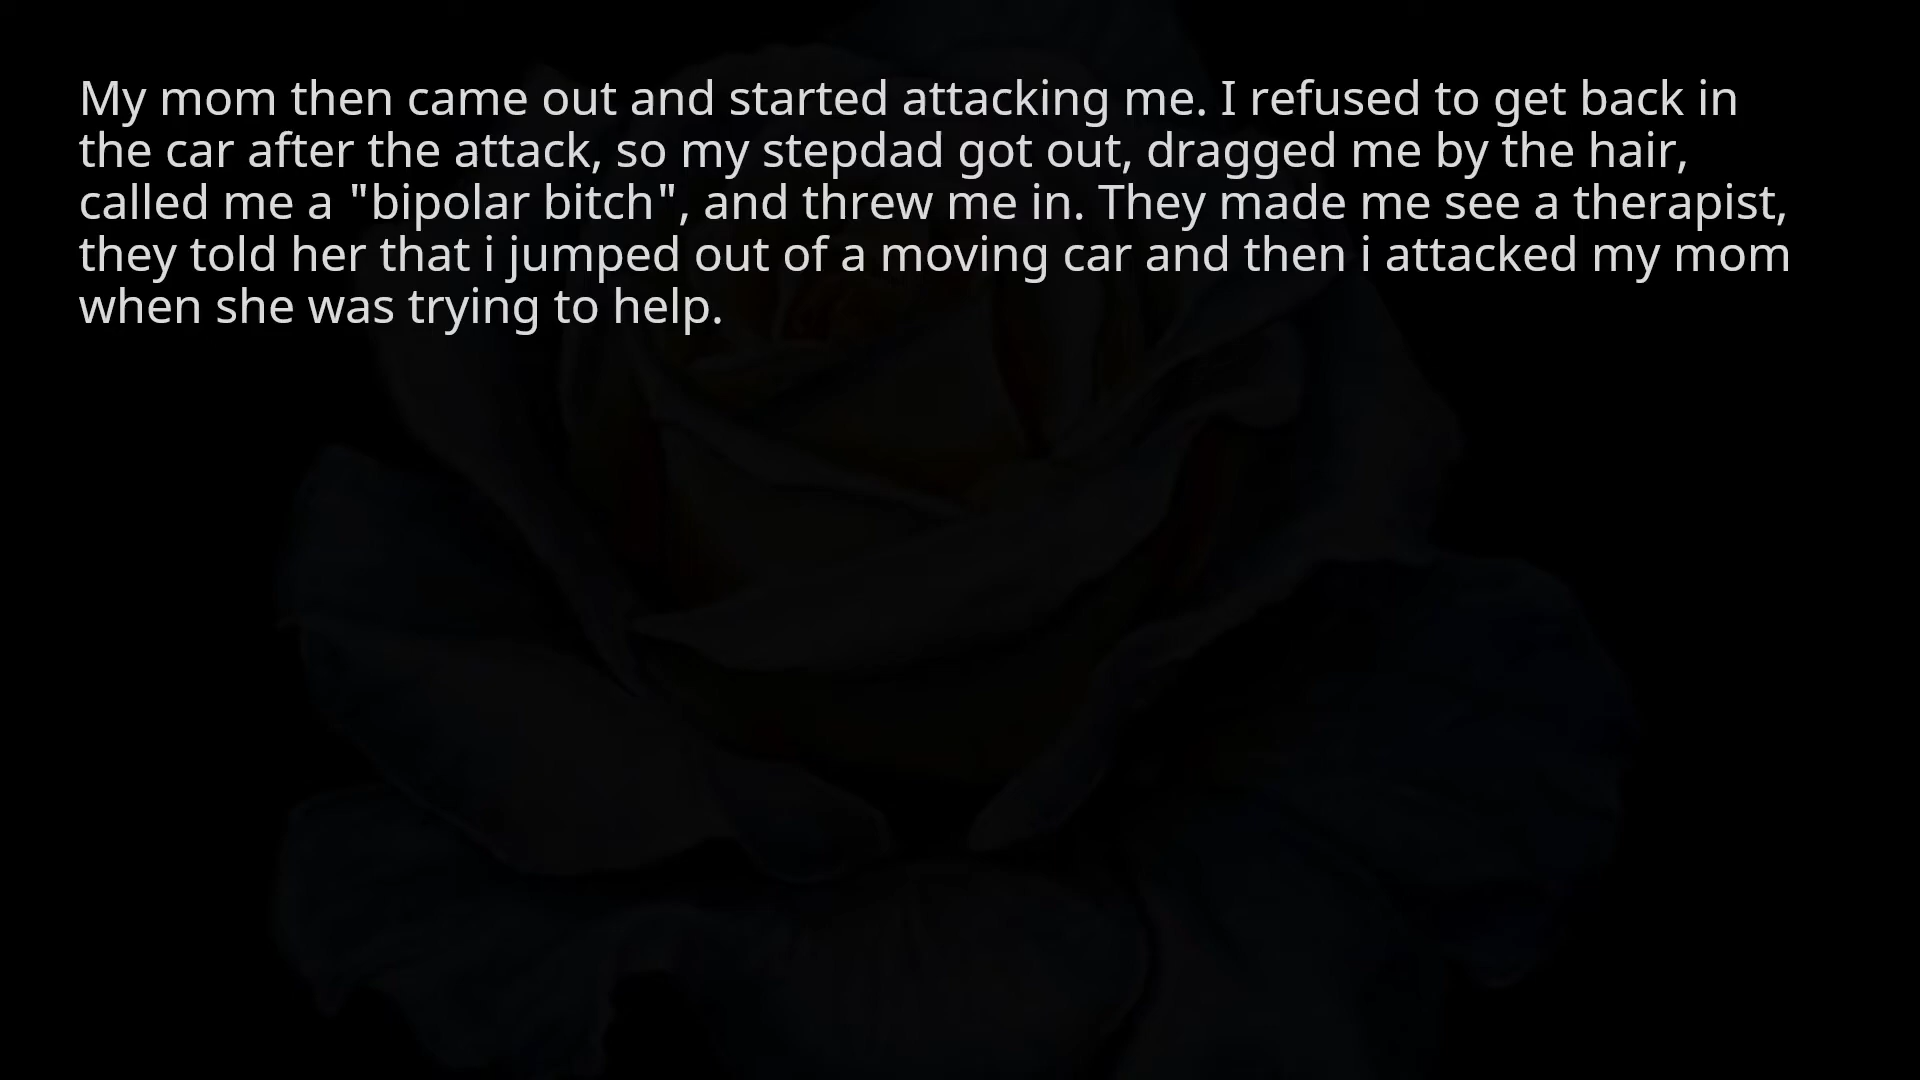 My mom then came out and started attacking me. I refused to get back in
the car after the attack, so my stepdad got out, dragged me by the hair,
called me a "bipolar bitch", and threw me in. They made me see a therapist,
they told her that i jumped out of a moving car and then i attacked my mom
when she was trying to help.